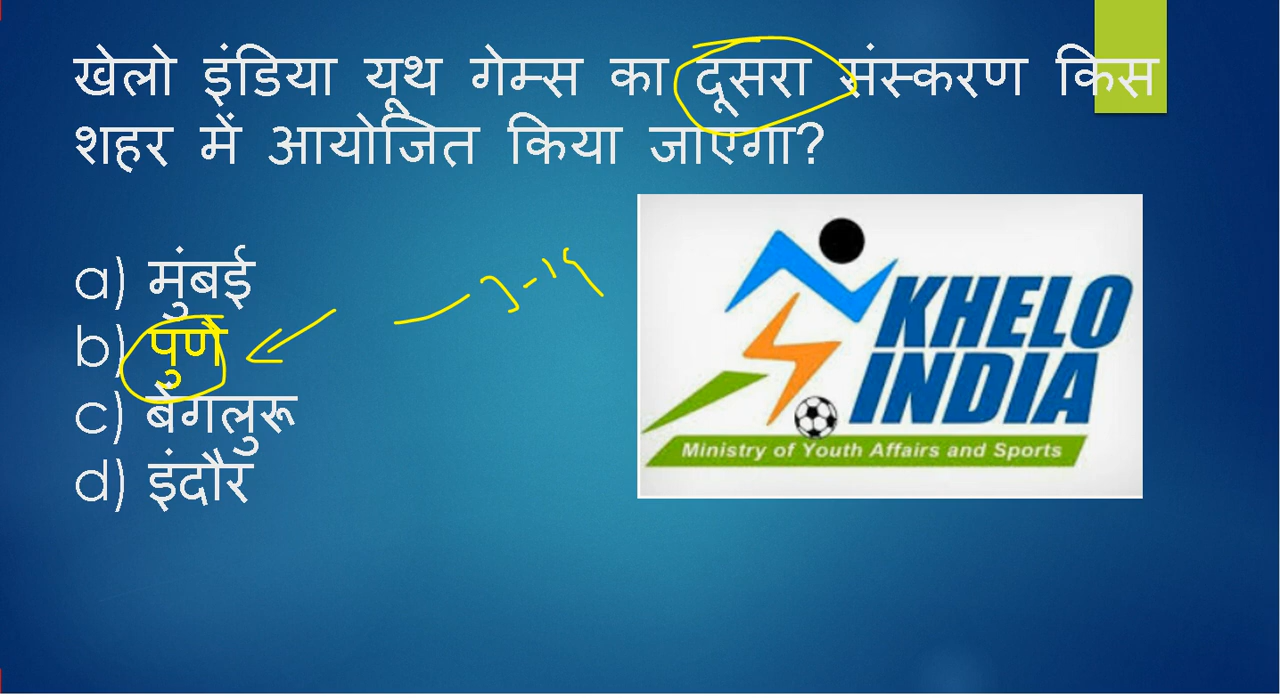 खेलो इंडिया यूथ गेम्स का दूसरा संस्करण किस
शहर में आयोजित किया जाएगा?
a) मुंबई
b) पुणे
c) बेंगलुरू
d) इंदौर
KHELO
INDIA
Ministry of Youth Affairs and Sports